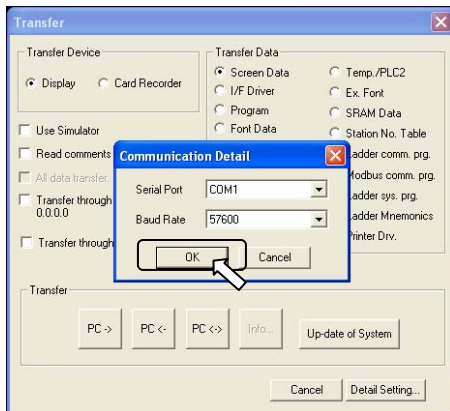 Transfer
Transfer Device
Display
Card Recorder
Transfer Data
Screen Data
I/F Driver
Program
Font Data
Temp./PLC2
Ex. Font
SRAM Data
Station No. Table
Ladder comm. prg.
Modbus comm. prg.
Ladder sys. prg.
Ladder Mnemonics
Printer Drv.
Use Simulator
Read comments
All data transfer.
Transfer through
0.0.0.0
Transfer through
Communication Detail
Serial Port
COM1
Baud Rate
57600
OK
Cancel
Transfer
PC ->
PC <-
PC <->
Info...
Up-date of System
Cancel
Detail Setting...